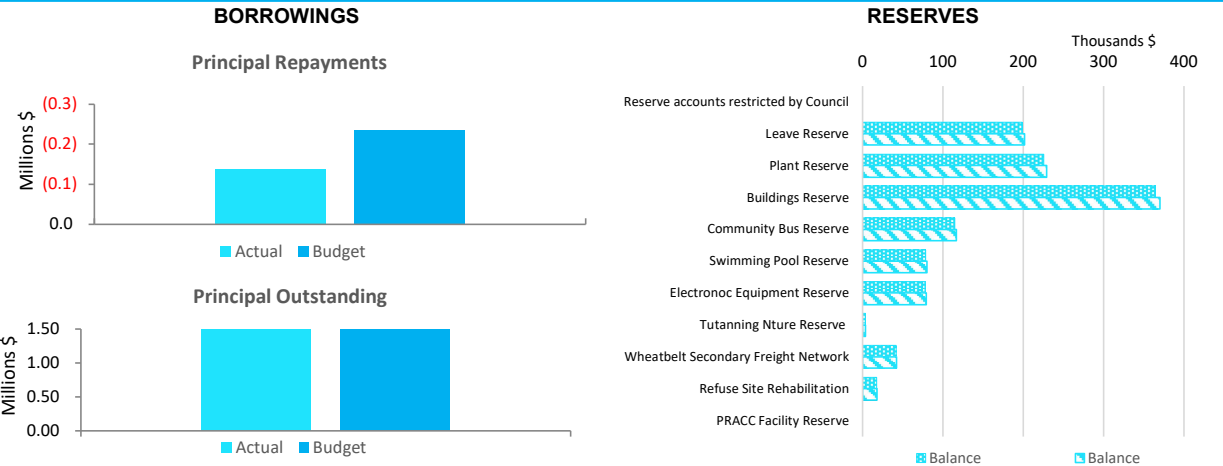 BORROWINGS
Principal Repayments
Millions $
(0.3)
(0.2)
(0.1)
0.0
Actual Budget
Principal Outstanding
Millions $
1.50
1.00
0.50
0.00
Actual Budget
RESERVES
Thousands $
0 100 200 300 400
Reserve accounts restricted by Council
Leave Reserve
Plant Reserve
Buildings Reserve
Community Bus Reserve
Swimming Pool Reserve
Electronoc Equipment Reserve
Tutanning Nture Reserve
Wheatbelt Secondary Freight Network
Refuse Site Rehabilitation
PRACC Facility Reserve
Balance Balance